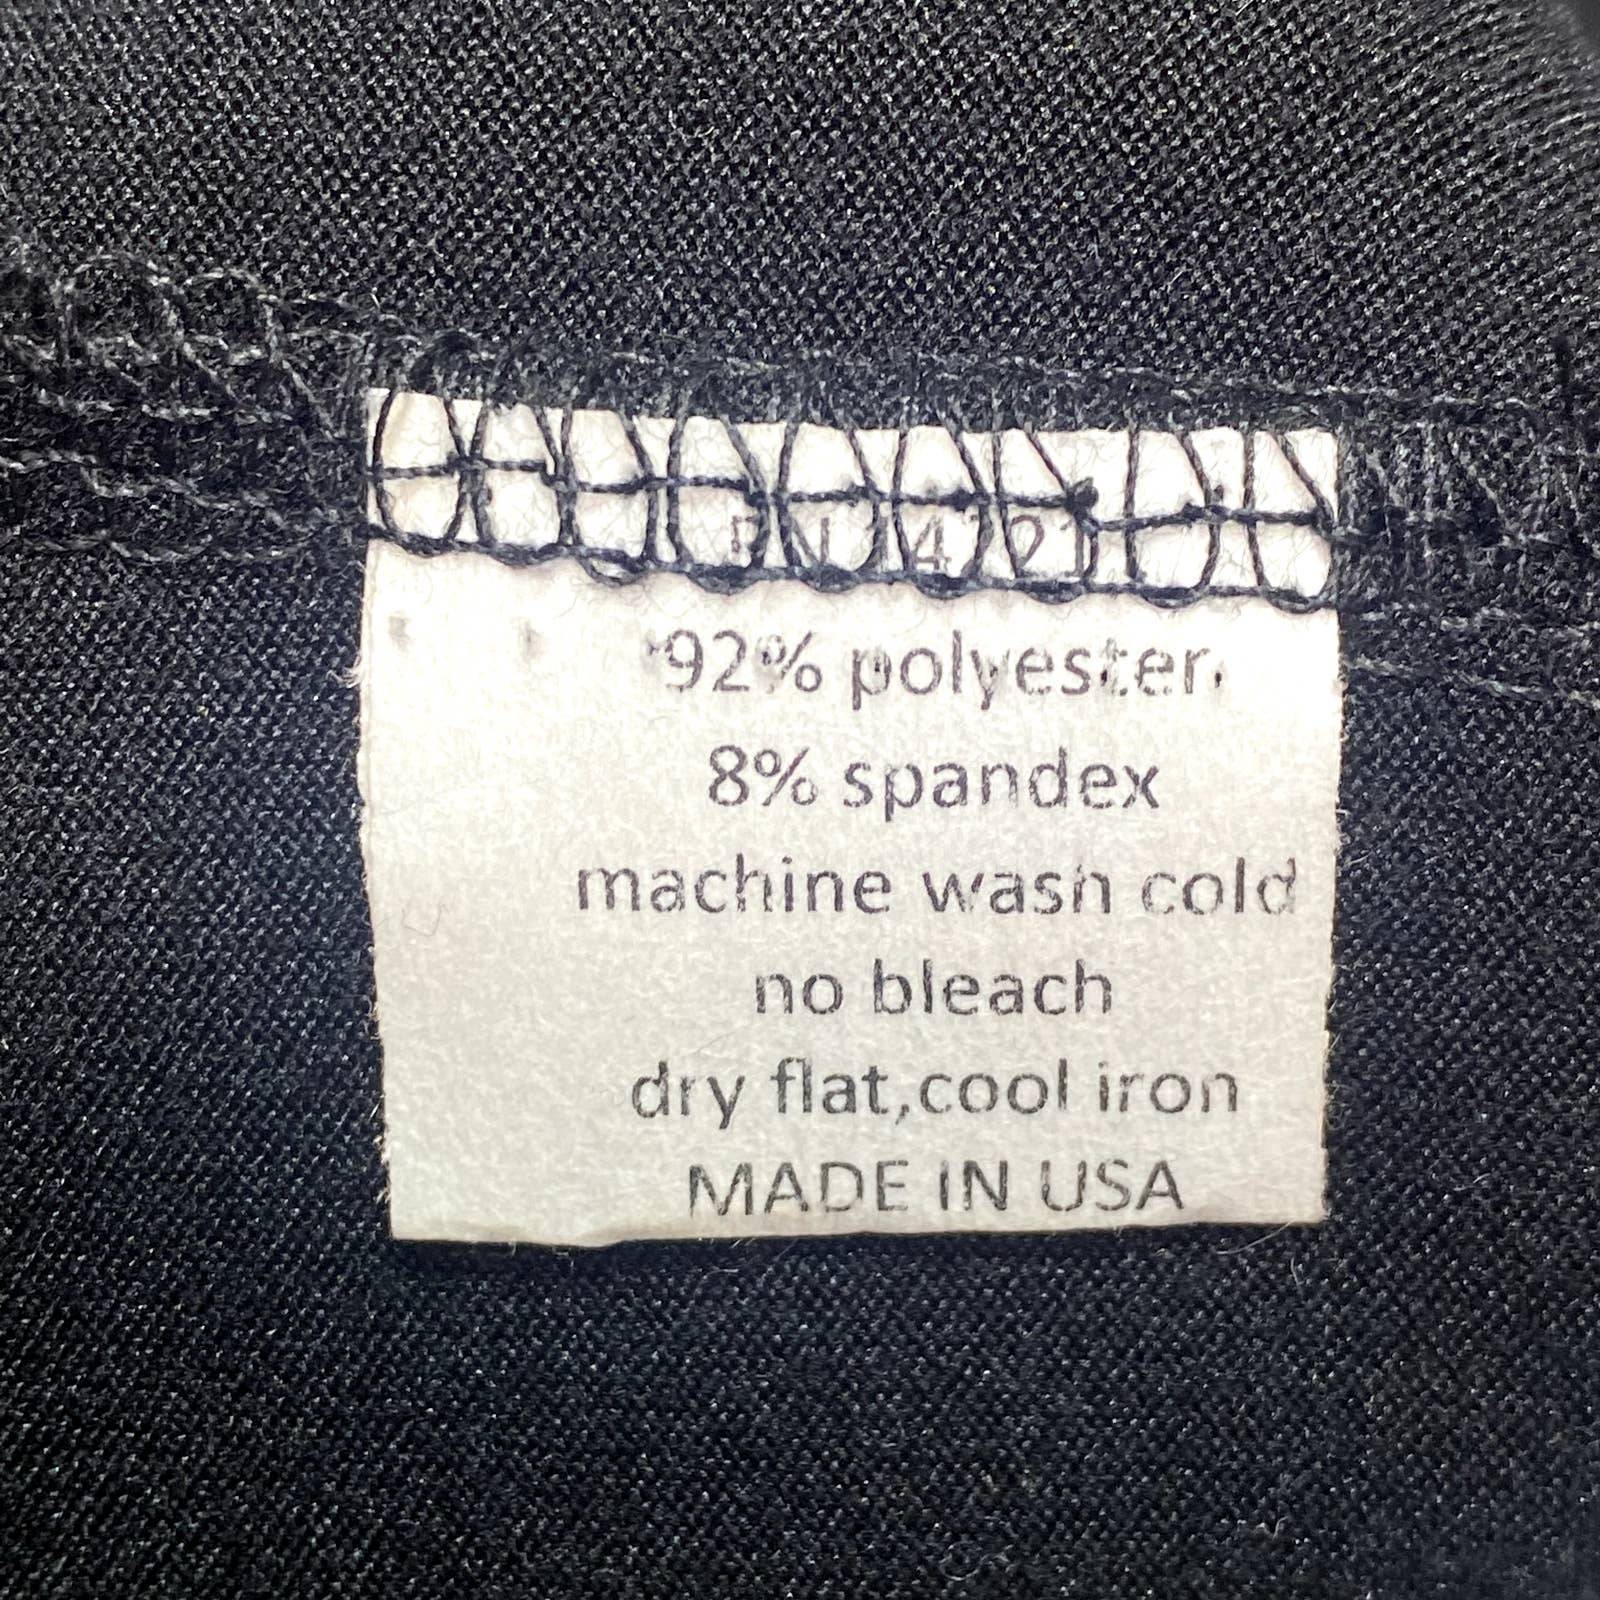 92% polyester
8% spandex
machine wash cold
no bleach
dry flat,cool iron
MADE IN USA